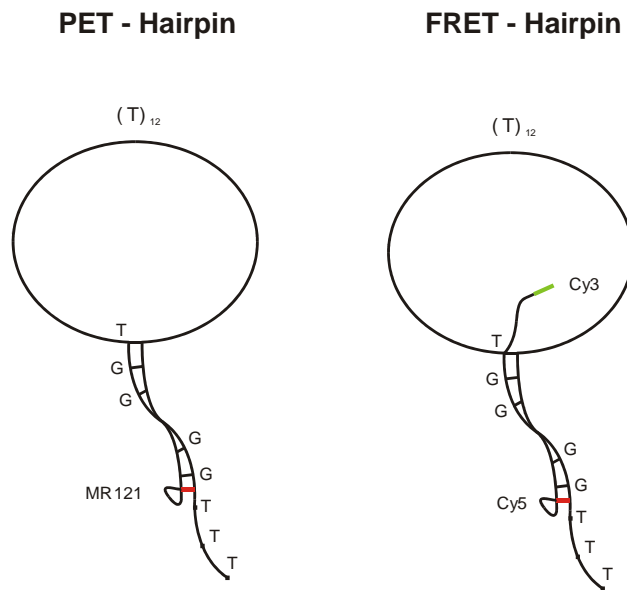 PET - Hairpin
( T ) 12
T
G
G
G
G
MR121
T
T
T
FRET - Hairpin
( T ) 12
Cy3
T
G
G
G
G
Cy5
T
T
T